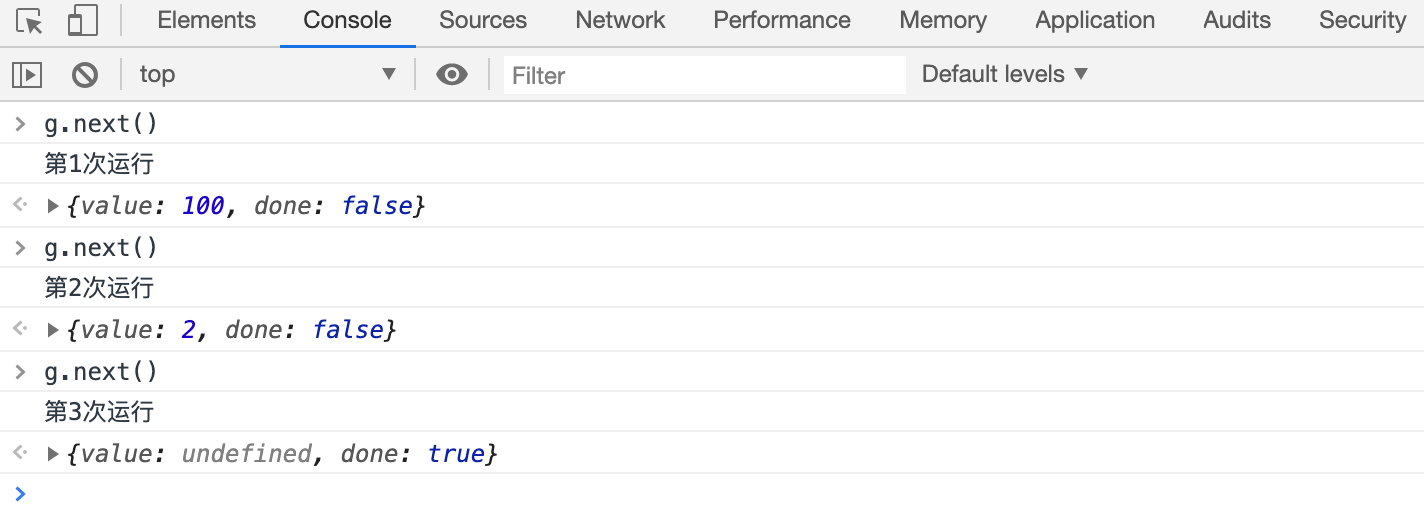 Elements Console Sources Network Performance Memory Application Audits Security
top Filter Default levels
> g.next()
第1次运行
{value: 100, done: false}
> g.next()
第2次运行
{value: 2, done: false}
> g.next()
第3次运行
{value: undefined, done: true}
>